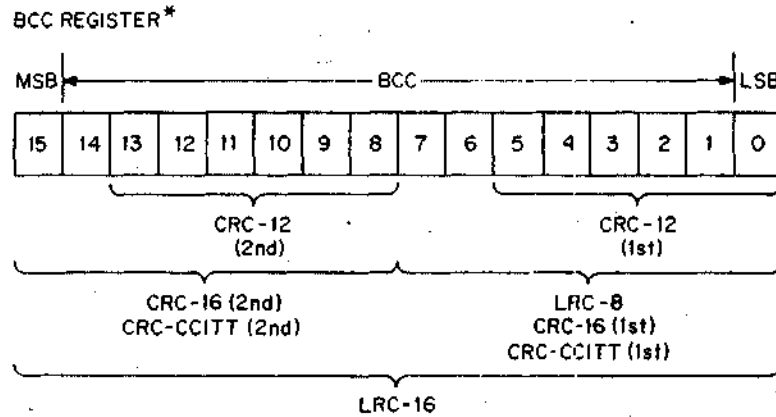 BCC REGISTER*
MSB BCC LSB
15 14 13 12 11 10 9 8 7 6 5 4 3 2 1 0
CRC-12 CRC-12
(2nd) (1st)
CRC-16 (2nd) LRC-8
CRC-CCITT (2nd) CRC-16 (1st)
CRC-CCITT (1st)
LRC-16